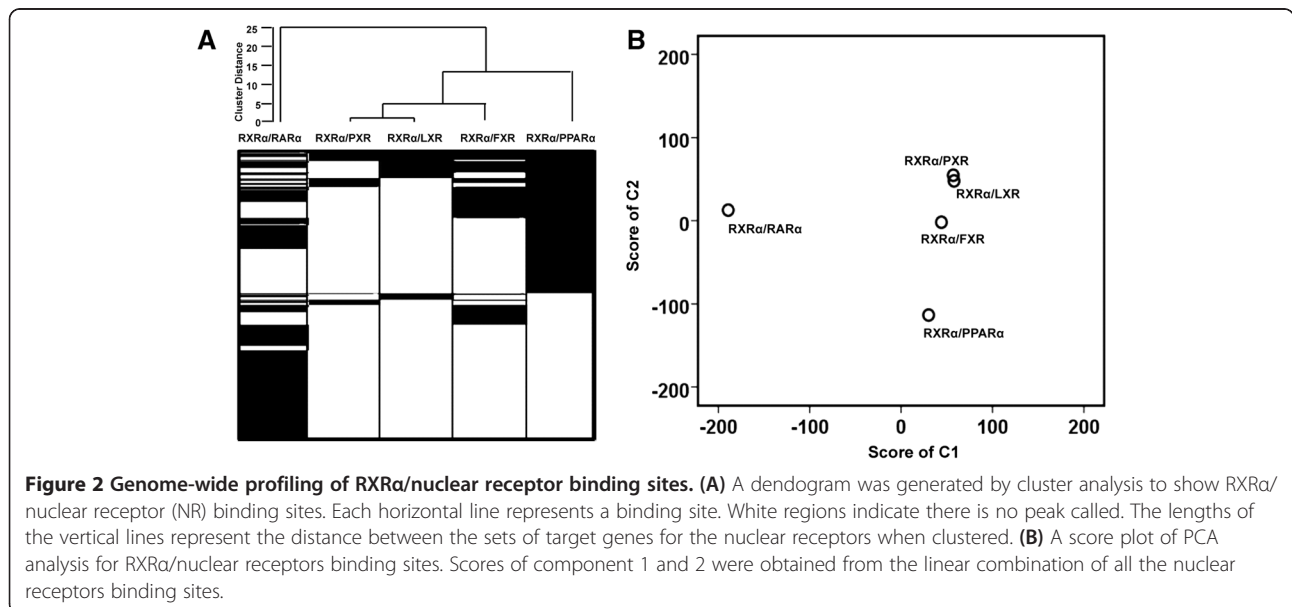 A
B
Cluster Distance
25
20
15
10
5
0
RXRα/RARα
RXRα/PXR
RXRα/LXR
RXRα/FXR
RXRα/PPARα
200
100
0
-100
-200
Score of C2
RXRα/PXR
RXRα/LXR
RXRα/RARα
RXRα/FXR
RXRα/PPARα
-200
-100
0
100
200
Score of C1
Figure 2 Genome-wide profiling of RXRα/nuclear receptor binding sites. (A) A dendogram was generated by cluster analysis to show RXRα/
nuclear receptor (NR) binding sites. Each horizontal line represents a binding site. White regions indicate there is no peak called. The lengths of
the vertical lines represent the distance between the sets of target genes for the nuclear receptors when clustered. (B) A score plot of PCA
analysis for RXRα/nuclear receptors binding sites. Scores of component 1 and 2 were obtained from the linear combination of all the nuclear
receptors binding sites.